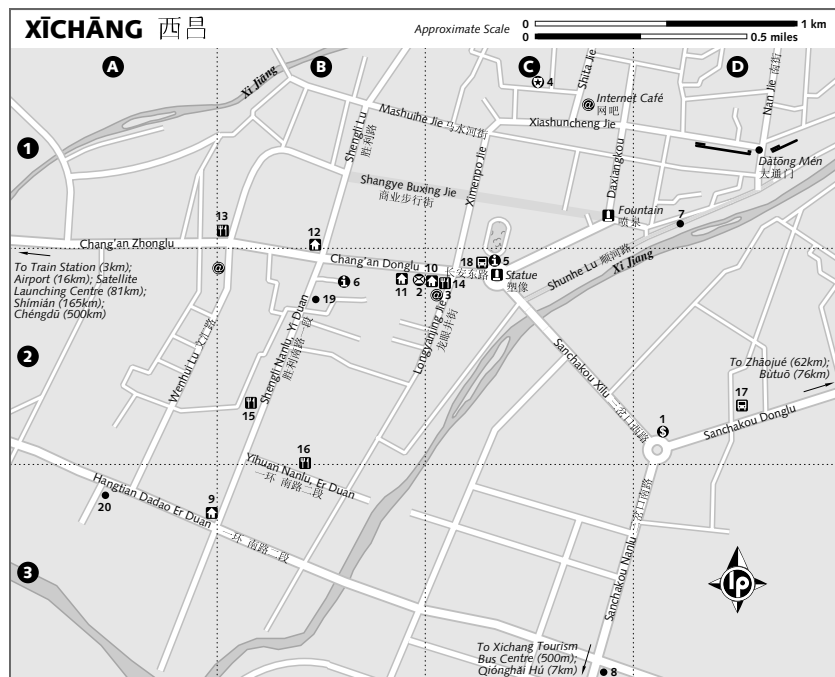 XĪCHĀNG 西昌
Approximate Scale
0 1 km
0 0.5 miles
A B C D
Xi Jiāng
4
Shita Jie
@ Internet Café
网吧
Nan Jie 南街
Mashuihe Jie 马水河街
Xiashuncheng Jie
1
Shengli Lu
胜利路
Ximenpo Jie
Daxiangkou
Dàtōng Mén
大通门
Shangye Buxing Jie
商业步行街
Fountain
喷泉
7
13
12
Chang'an Zhonglu
Chang'an Donglu
长安东路
18
5
Statue
塑像
Shunhe Lu 顺河路
Xi Jiang
To Train Station (3km);
Airport (16km); Satellite
Launching Centre (81km);
Shímián (165km);
Chéngdū (500km)
@
6
19
11
2
10
14
@ 3
2
Wenhui Lu 文汇路
Shengli Nanlu, Yi Duan
胜利南路一段
Longyanjing Jie
龙眼井街
Sanchakou Xilu 三岔口西路
To Zhāojué (62km);
Bùtuō (76km)
17
15
1
$
Sanchakou Donglu
16
Yihuan Nanlu, Er Duan
一环 南路二段
Hangtian Dadao Er Duan
一环 南路二段
20
9
Sanchakou Nanlu 三岔口南路
3
lp
To Xichang Tourism
Bus Centre (500m);
Qiónghǎi Hú (7km)
8